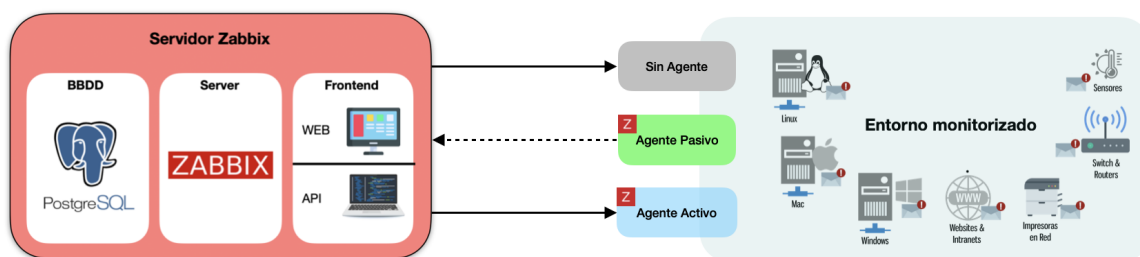 Servidor Zabbix
BBDD
Server
Frontend
PostgreSQL
ZABBIX
WEB
API
Sin Agente
Z
Agente Pasivo
Z
Agente Activo
Entorno monitorizado
Linux
Mac
Windows
WWW
Websites &
Intranets
Impresoras
en Red
Sensores
Switch &
Routers